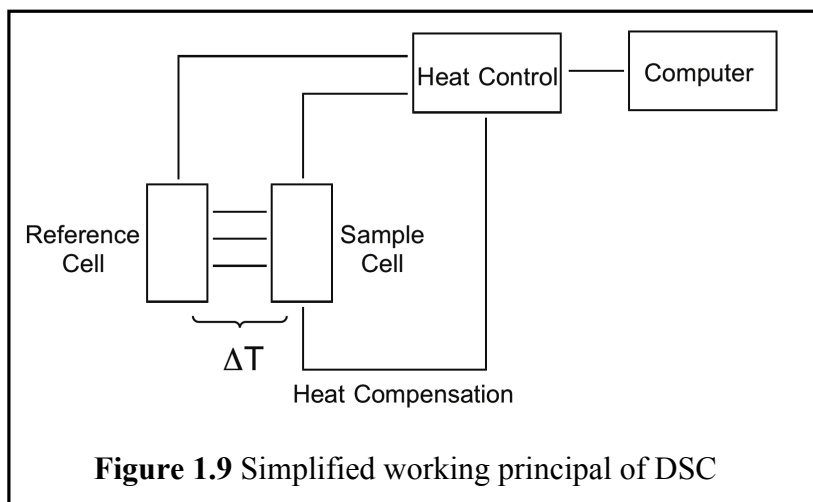 Heat Control
Computer
Reference
Cell
Sample
Cell
ΔT
Heat Compensation
Figure 1.9 Simplified working principal of DSC